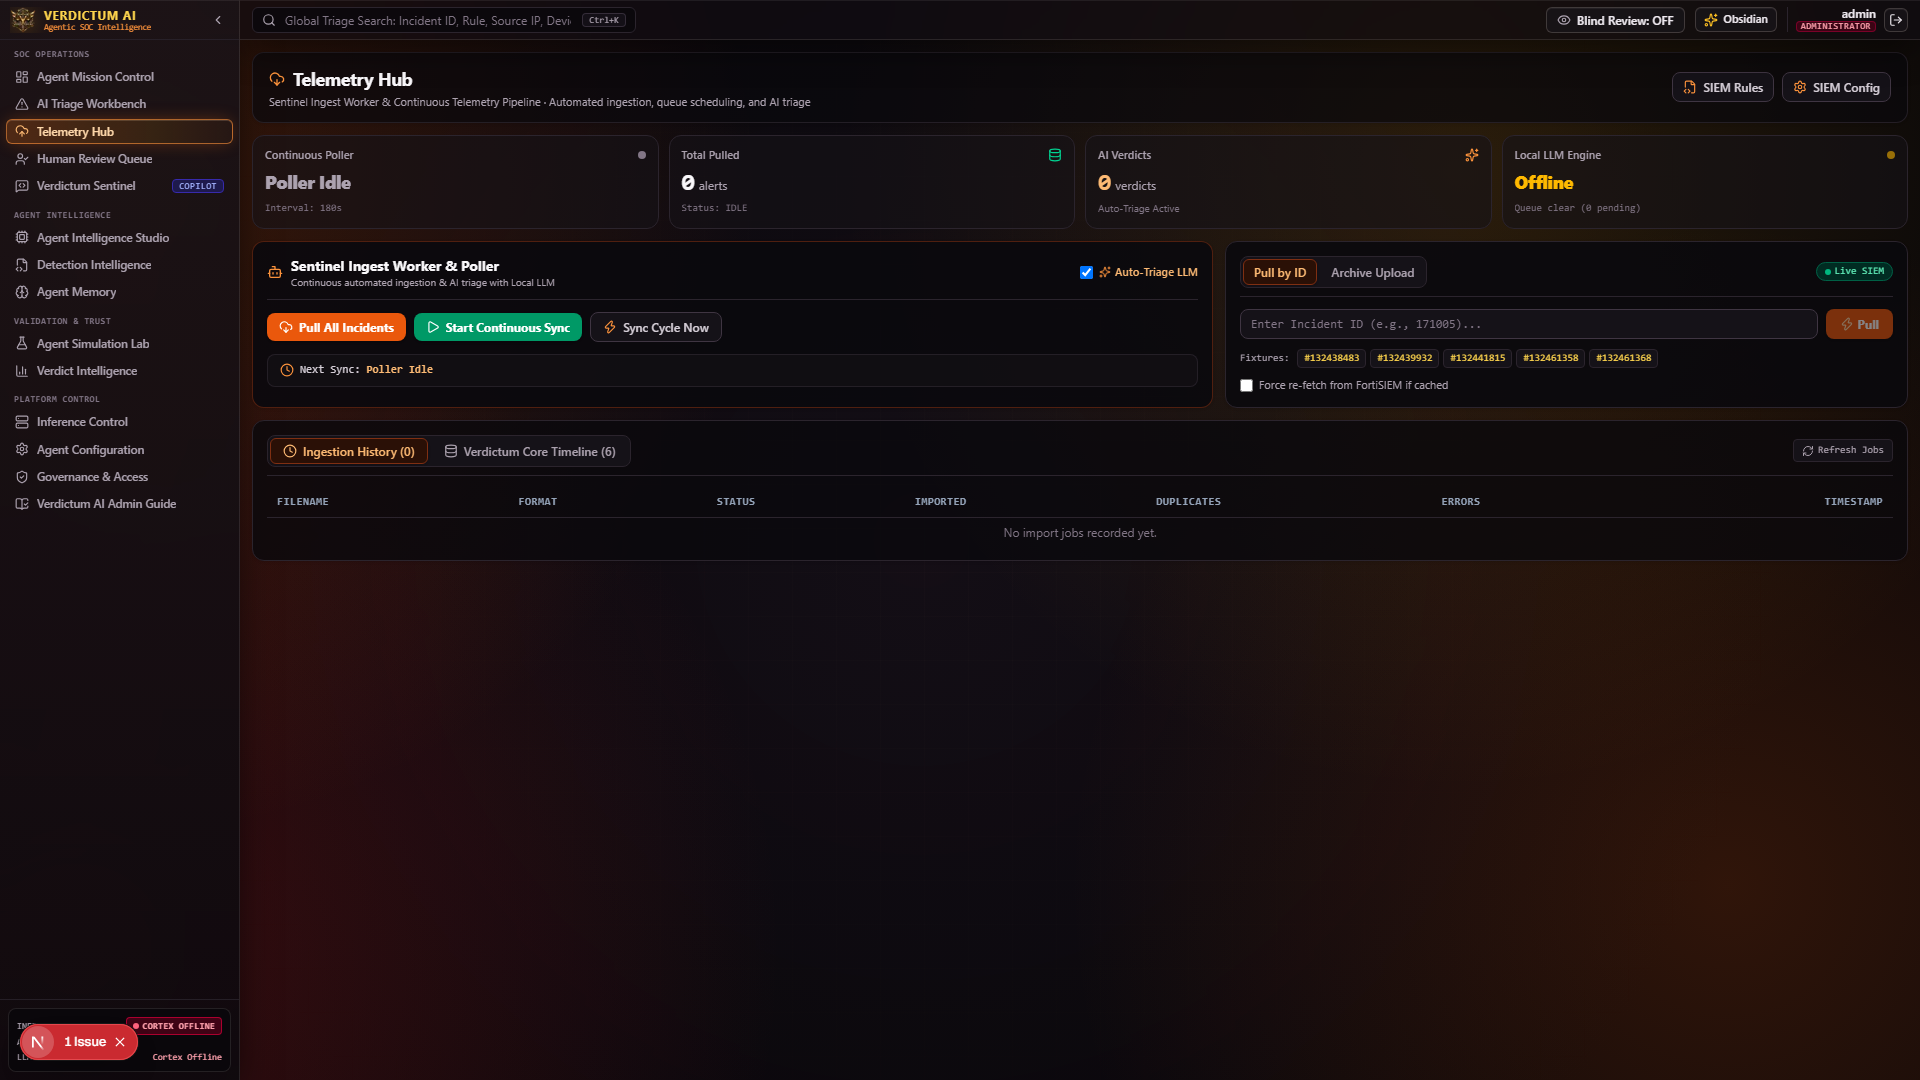 VERDICTUM AI
Agentic SOC Intelligence
Global Triage Search: Incident ID, Rule, Source IP, Devi
Ctrl+K
Blind Review: OFF
Obsidian
admin
ADMINISTRATOR
SOC OPERATIONS
Agent Mission Control
AI Triage Workbench
Telemetry Hub
Human Review Queue
Verdictum Sentinel COPILOT
AGENT INTELLIGENCE
Agent Intelligence Studio
Detection Intelligence
Agent Memory
VALIDATION & TRUST
Agent Simulation Lab
Verdict Intelligence
PLATFORM CONTROL
Inference Control
Agent Configuration
Governance & Access
Verdictum AI Admin Guide
CORTEX OFFLINE
N 1 Issue
Cortex Offline
Telemetry Hub
Sentinel Ingest Worker & Continuous Telemetry Pipeline · Automated ingestion, queue scheduling, and AI triage
SIEM Rules
SIEM Config
Continuous Poller
Poller Idle
Interval: 180s
Total Pulled
0 alerts
Status: IDLE
AI Verdicts
0 verdicts
Auto-Triage Active
Local LLM Engine
Offline
Queue clear (0 pending)
Sentinel Ingest Worker & Poller
Continuous automated ingestion & AI triage with Local LLM
Auto-Triage LLM
Pull All Incidents
Start Continuous Sync
Sync Cycle Now
Next Sync: Poller Idle
Pull by ID
Archive Upload
Live SIEM
Enter Incident ID (e.g., 171005)...
Pull
Fixtures: #132438483 #132439932 #132441815 #132461358 #132461368
Force re-fetch from FortiSIEM if cached
Ingestion History (0)
Verdictum Core Timeline (6)
Refresh Jobs
FILENAME FORMAT STATUS IMPORTED DUPLICATES ERRORS TIMESTAMP
No import jobs recorded yet.